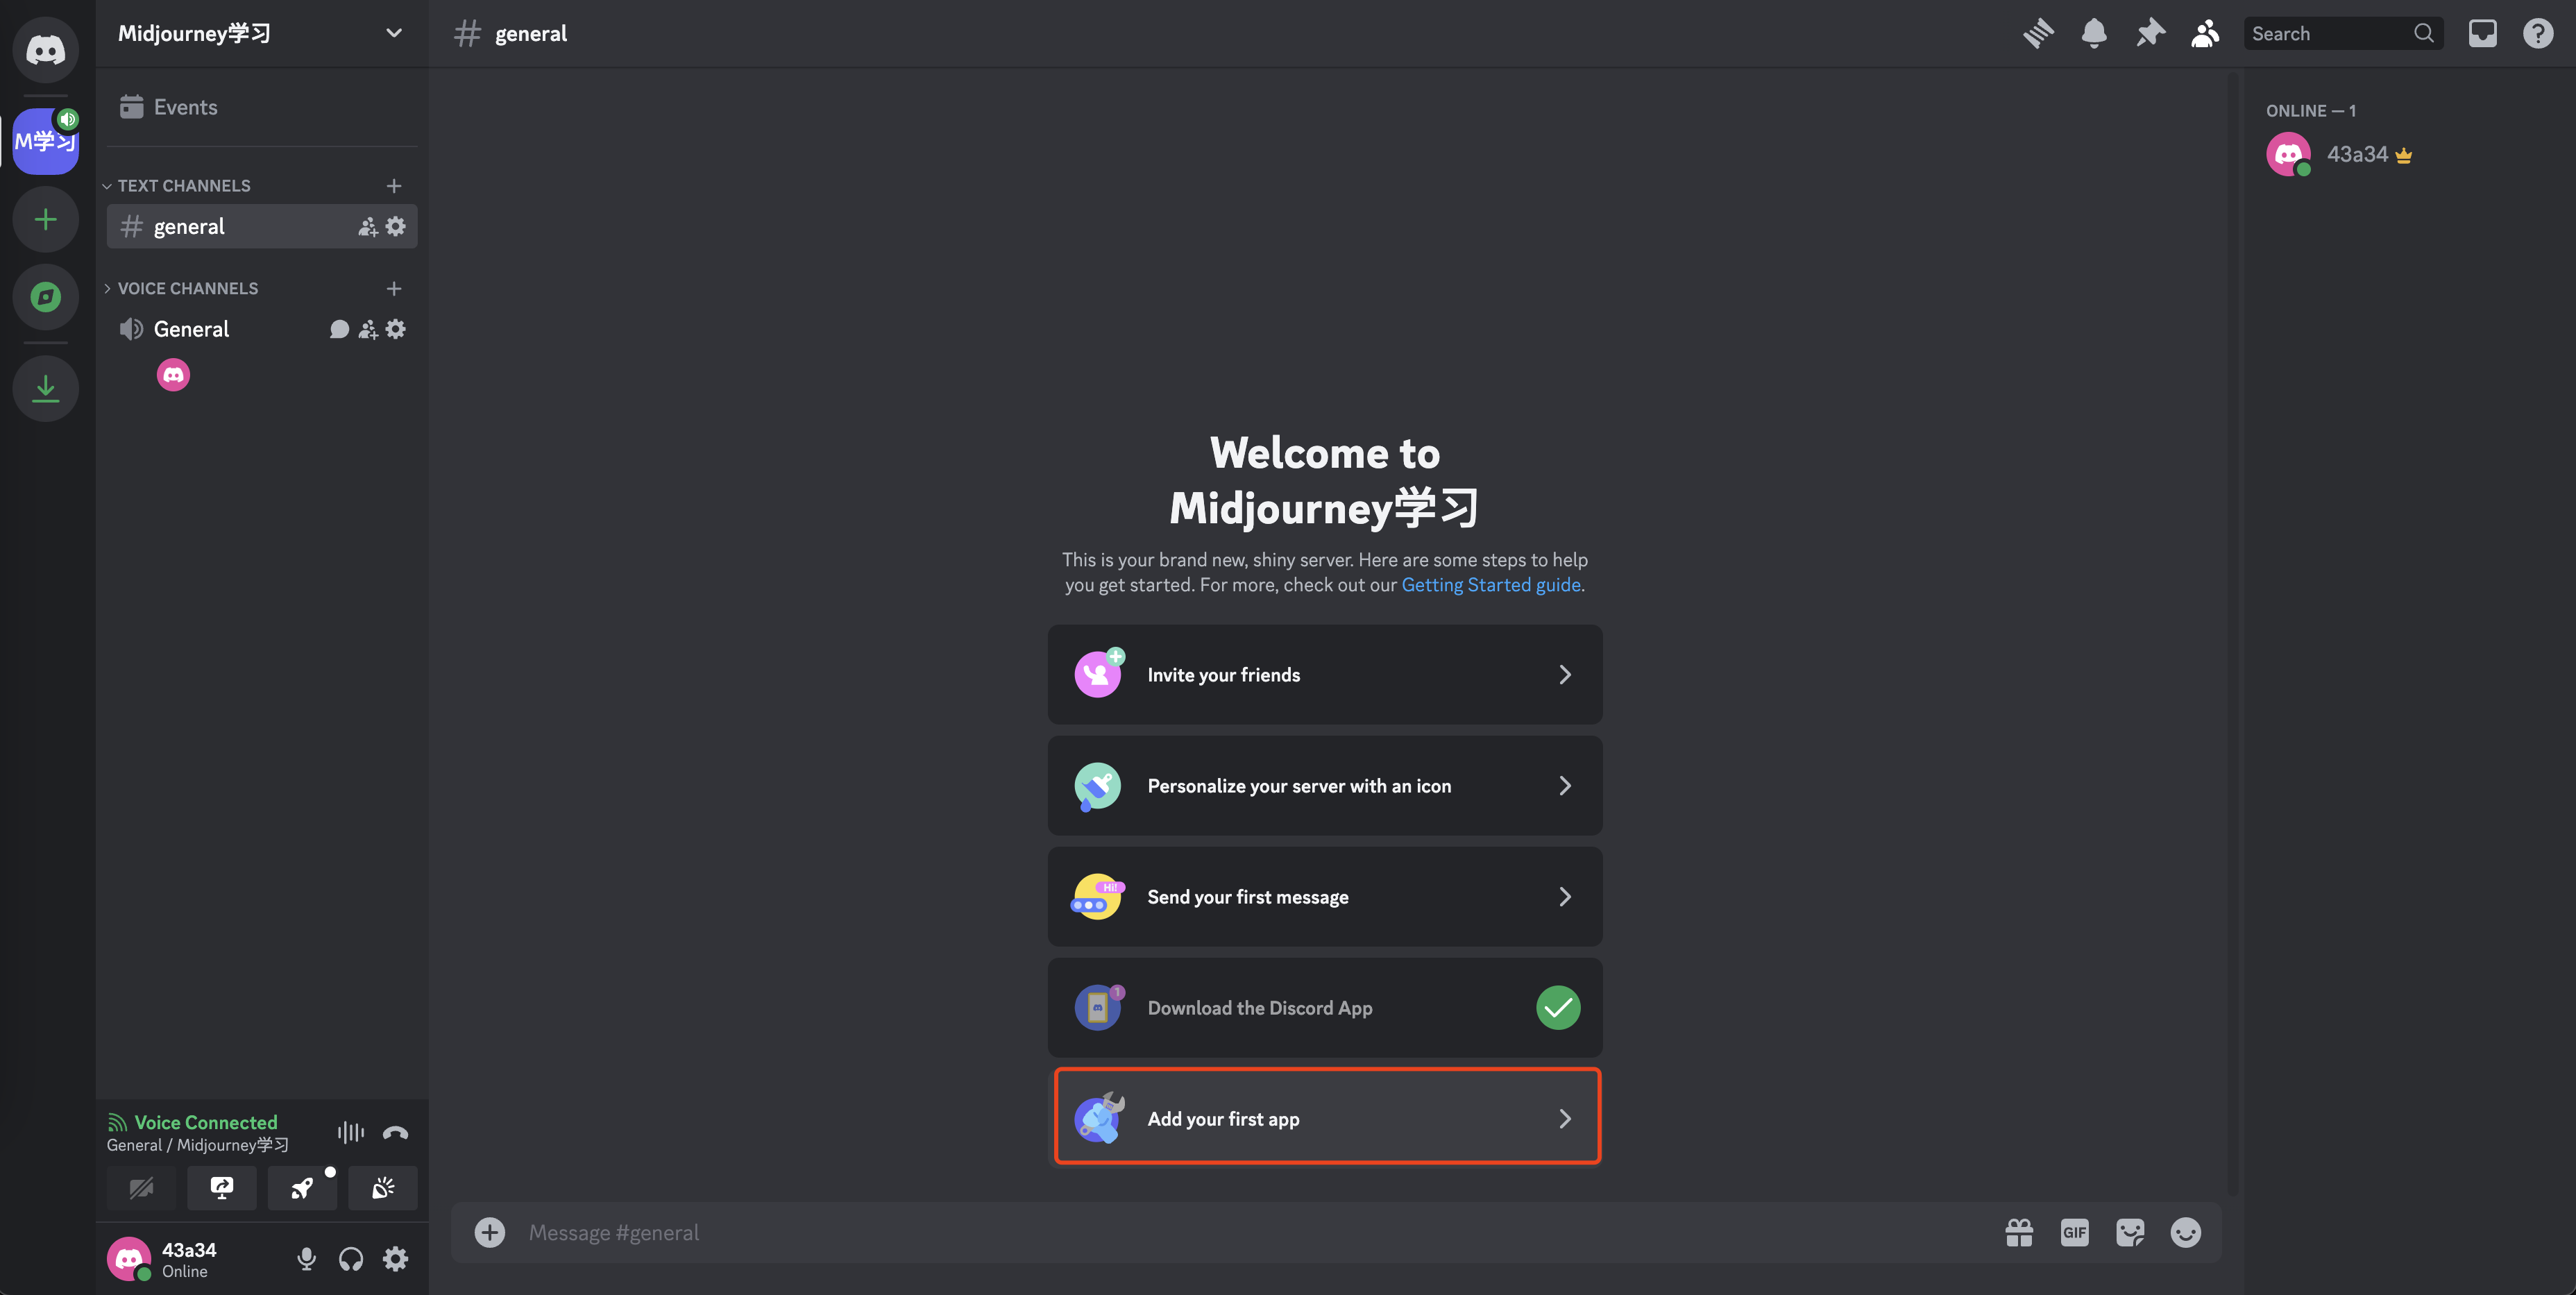 Midjourney学习
general
Search
M学习
Events
TEXT CHANNELS
general
VOICE CHANNELS
General
ONLINE — 1
43a34
Welcome to
Midjourney学习
This is your brand new, shiny server. Here are some steps to help
you get started. For more, check out our Getting Started guide.
Invite your friends
Personalize your server with an icon
Hi!
Send your first message
1
Download the Discord App
Add your first app
Voice Connected
General / Midjourney学习
43a34
Online
Message #general
GIF